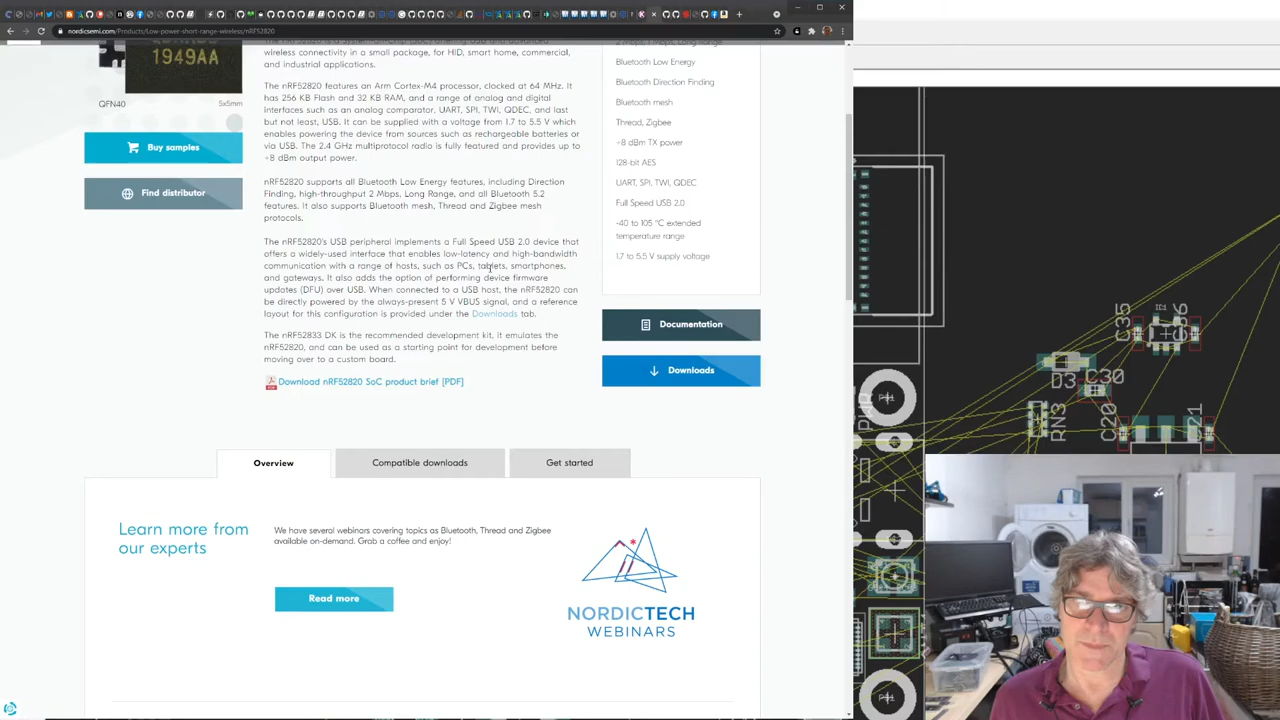 nordicsemi.com/Products/Low-power-short-range-wireless/nRF52820
1949AA
QFN40
5x5mm
Buy samples
Find distributor
wireless connectivity in a small package, for HID, smart home, commercial,
and industrial applications.
The nRF52820 features an Arm Cortex-M4 processor, clocked at 64 MHz. It
has 256 KB Flash and 32 KB RAM, and a range of analog and digital
interfaces such as an analog comparator, UART, SPI, TWI, QDEC, and last
but not least, USB. It can be supplied with a voltage from 1.7 to 5.5 V which
enables powering the device from sources such as rechargeable batteries or
via USB. The 2.4 GHz multiprotocol radio is fully featured and provides up to
+8 dBm output power.
nRF52820 supports all Bluetooth Low Energy features, including Direction
Finding, high-throughput 2 Mbps, Long Range, and all Bluetooth 5.2
features. It also supports Bluetooth mesh, Thread and Zigbee mesh
protocols.
The nRF52820's USB peripheral implements a Full Speed USB 2.0 device that
offers a widely-used interface that enables low-latency and high-bandwidth
communication with a range of hosts, such as PCs, tablets, smartphones,
and gateways. It also adds the option of performing device firmware
updates (DFU) over USB. When connected to a USB host, the nRF52820 can
be directly powered by the always-present 5 V VBUS signal, and a reference
layout for this configuration is provided under the Downloads tab.
The nRF52833 DK is the recommended development kit, it emulates the
nRF52820, and can be used as a starting point for development before
moving over to a custom board.
Download nRF52820 SoC product brief [PDF]
Bluetooth Low Energy
Bluetooth Direction Finding
Bluetooth mesh
Thread, Zigbee
+8 dBm TX power
128-bit AES
UART, SPI, TWI, QDEC
Full Speed USB 2.0
-40 to 105 °C extended
temperature range
1.7 to 5.5 V supply voltage
Documentation
Downloads
Overview
Compatible downloads
Get started
Learn more from
our experts
We have several webinars covering topics as Bluetooth, Thread and Zigbee
available on-demand. Grab a coffee and enjoy!
Read more
NORDICTECH
WEBINARS
C35
IC1
C36
D3
C30
RN3
C20
C21
PWR